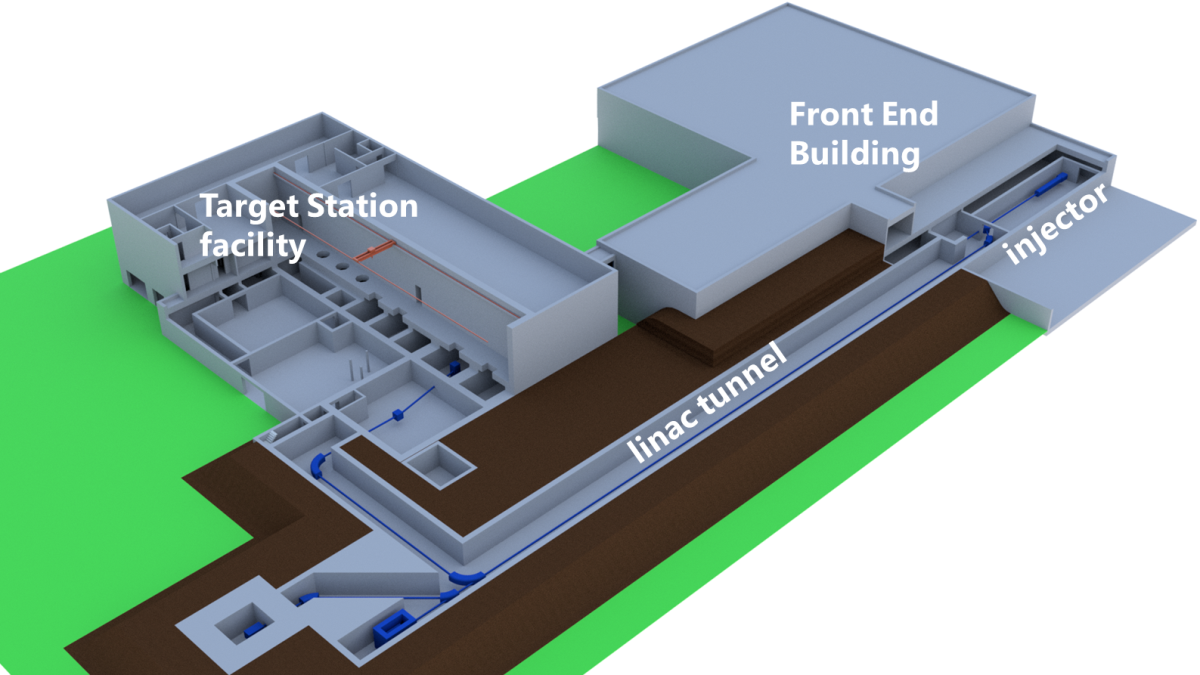 Front End
Building
Target Station
facility
injector
linac tunnel